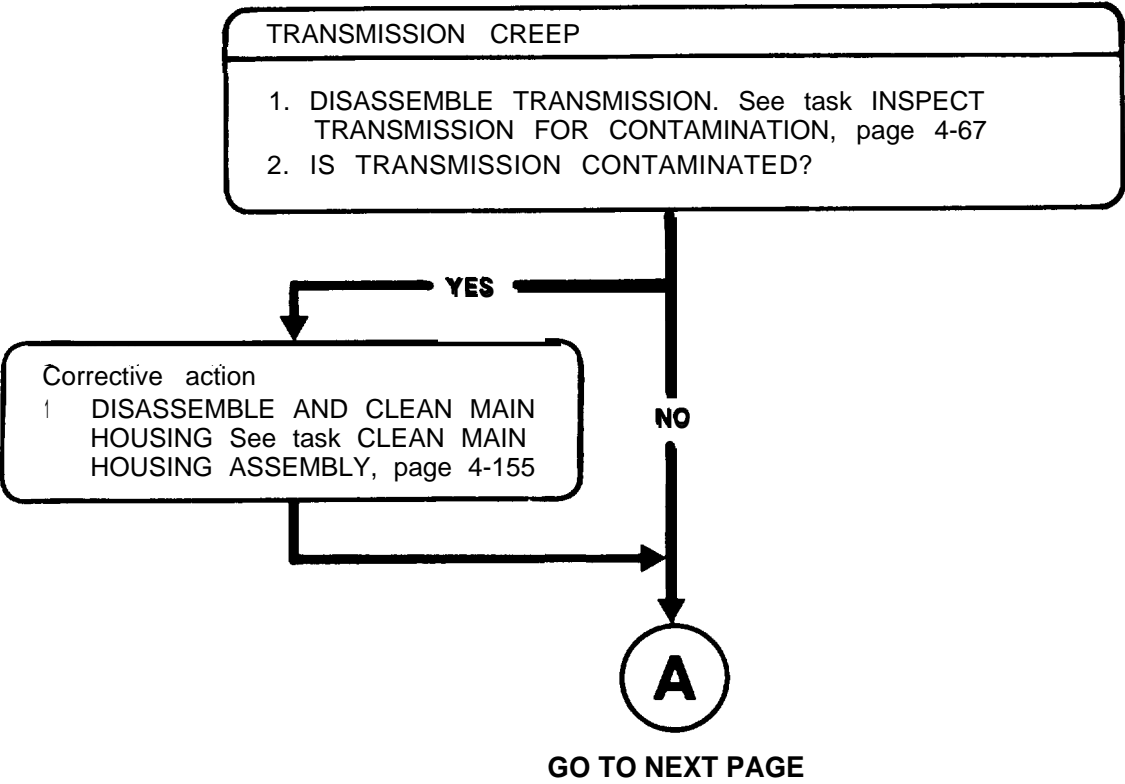 TRANSMISSION CREEP
1. DISASSEMBLE TRANSMISSION. See task INSPECT
TRANSMISSION FOR CONTAMINATION, page 4-67
2. IS TRANSMISSION CONTAMINATED?
YES
Corrective action
1 DISASSEMBLE AND CLEAN MAIN
HOUSING See task CLEAN MAIN
HOUSING ASSEMBLY, page 4-155
NO
A
GO TO NEXT PAGE